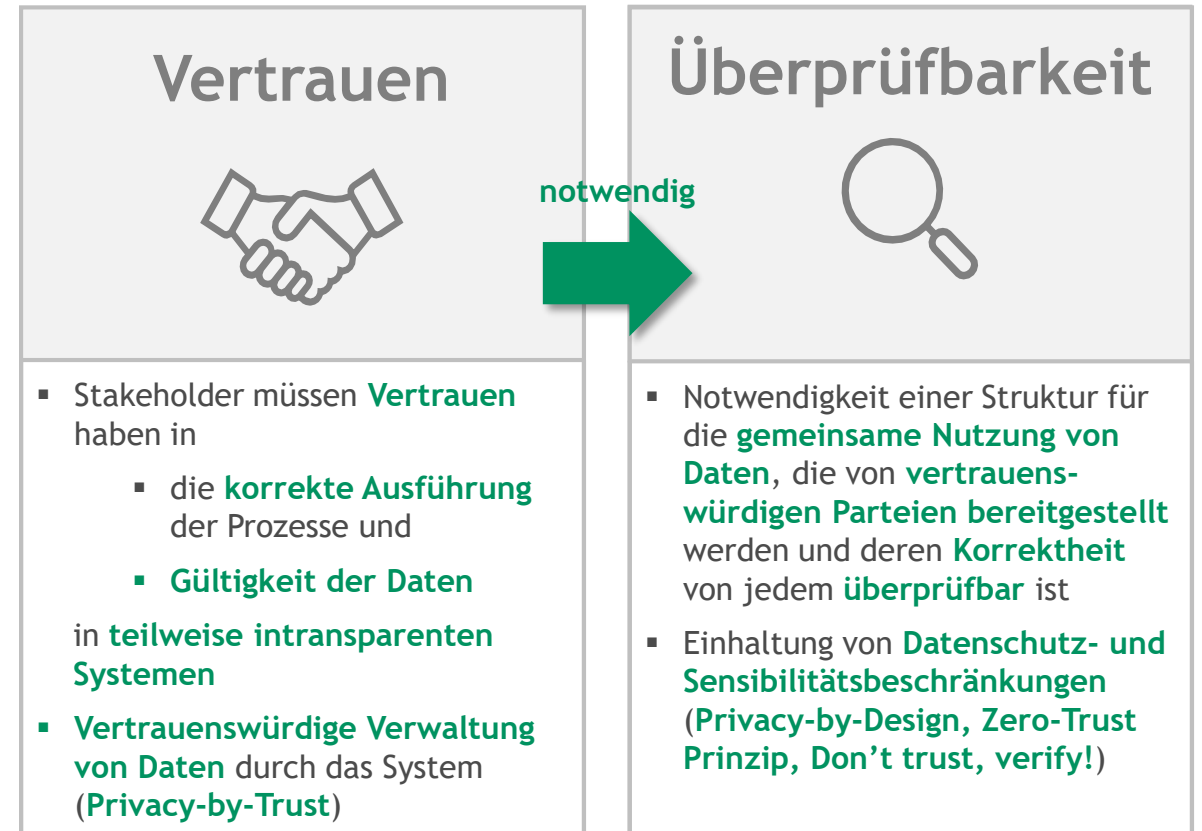 Vertrauen
▪ Stakeholder müssen Vertrauen
haben in
▪ die korrekte Ausführung
der Prozesse und
▪ Gültigkeit der Daten
in teilweise intransparenten
Systemen
▪ Vertrauenswürdige Verwaltung
von Daten durch das System
(Privacy-by-Trust)
notwendig
Überprüfbarkeit
▪ Notwendigkeit einer Struktur für
die gemeinsame Nutzung von
Daten, die von vertrauens-
würdigen Parteien bereitgestellt
werden und deren Korrektheit
von jedem überprüfbar ist
▪ Einhaltung von Datenschutz- und
Sensibilitätsbeschränkungen
(Privacy-by-Design, Zero-Trust
Prinzip, Don’t trust, verify!)